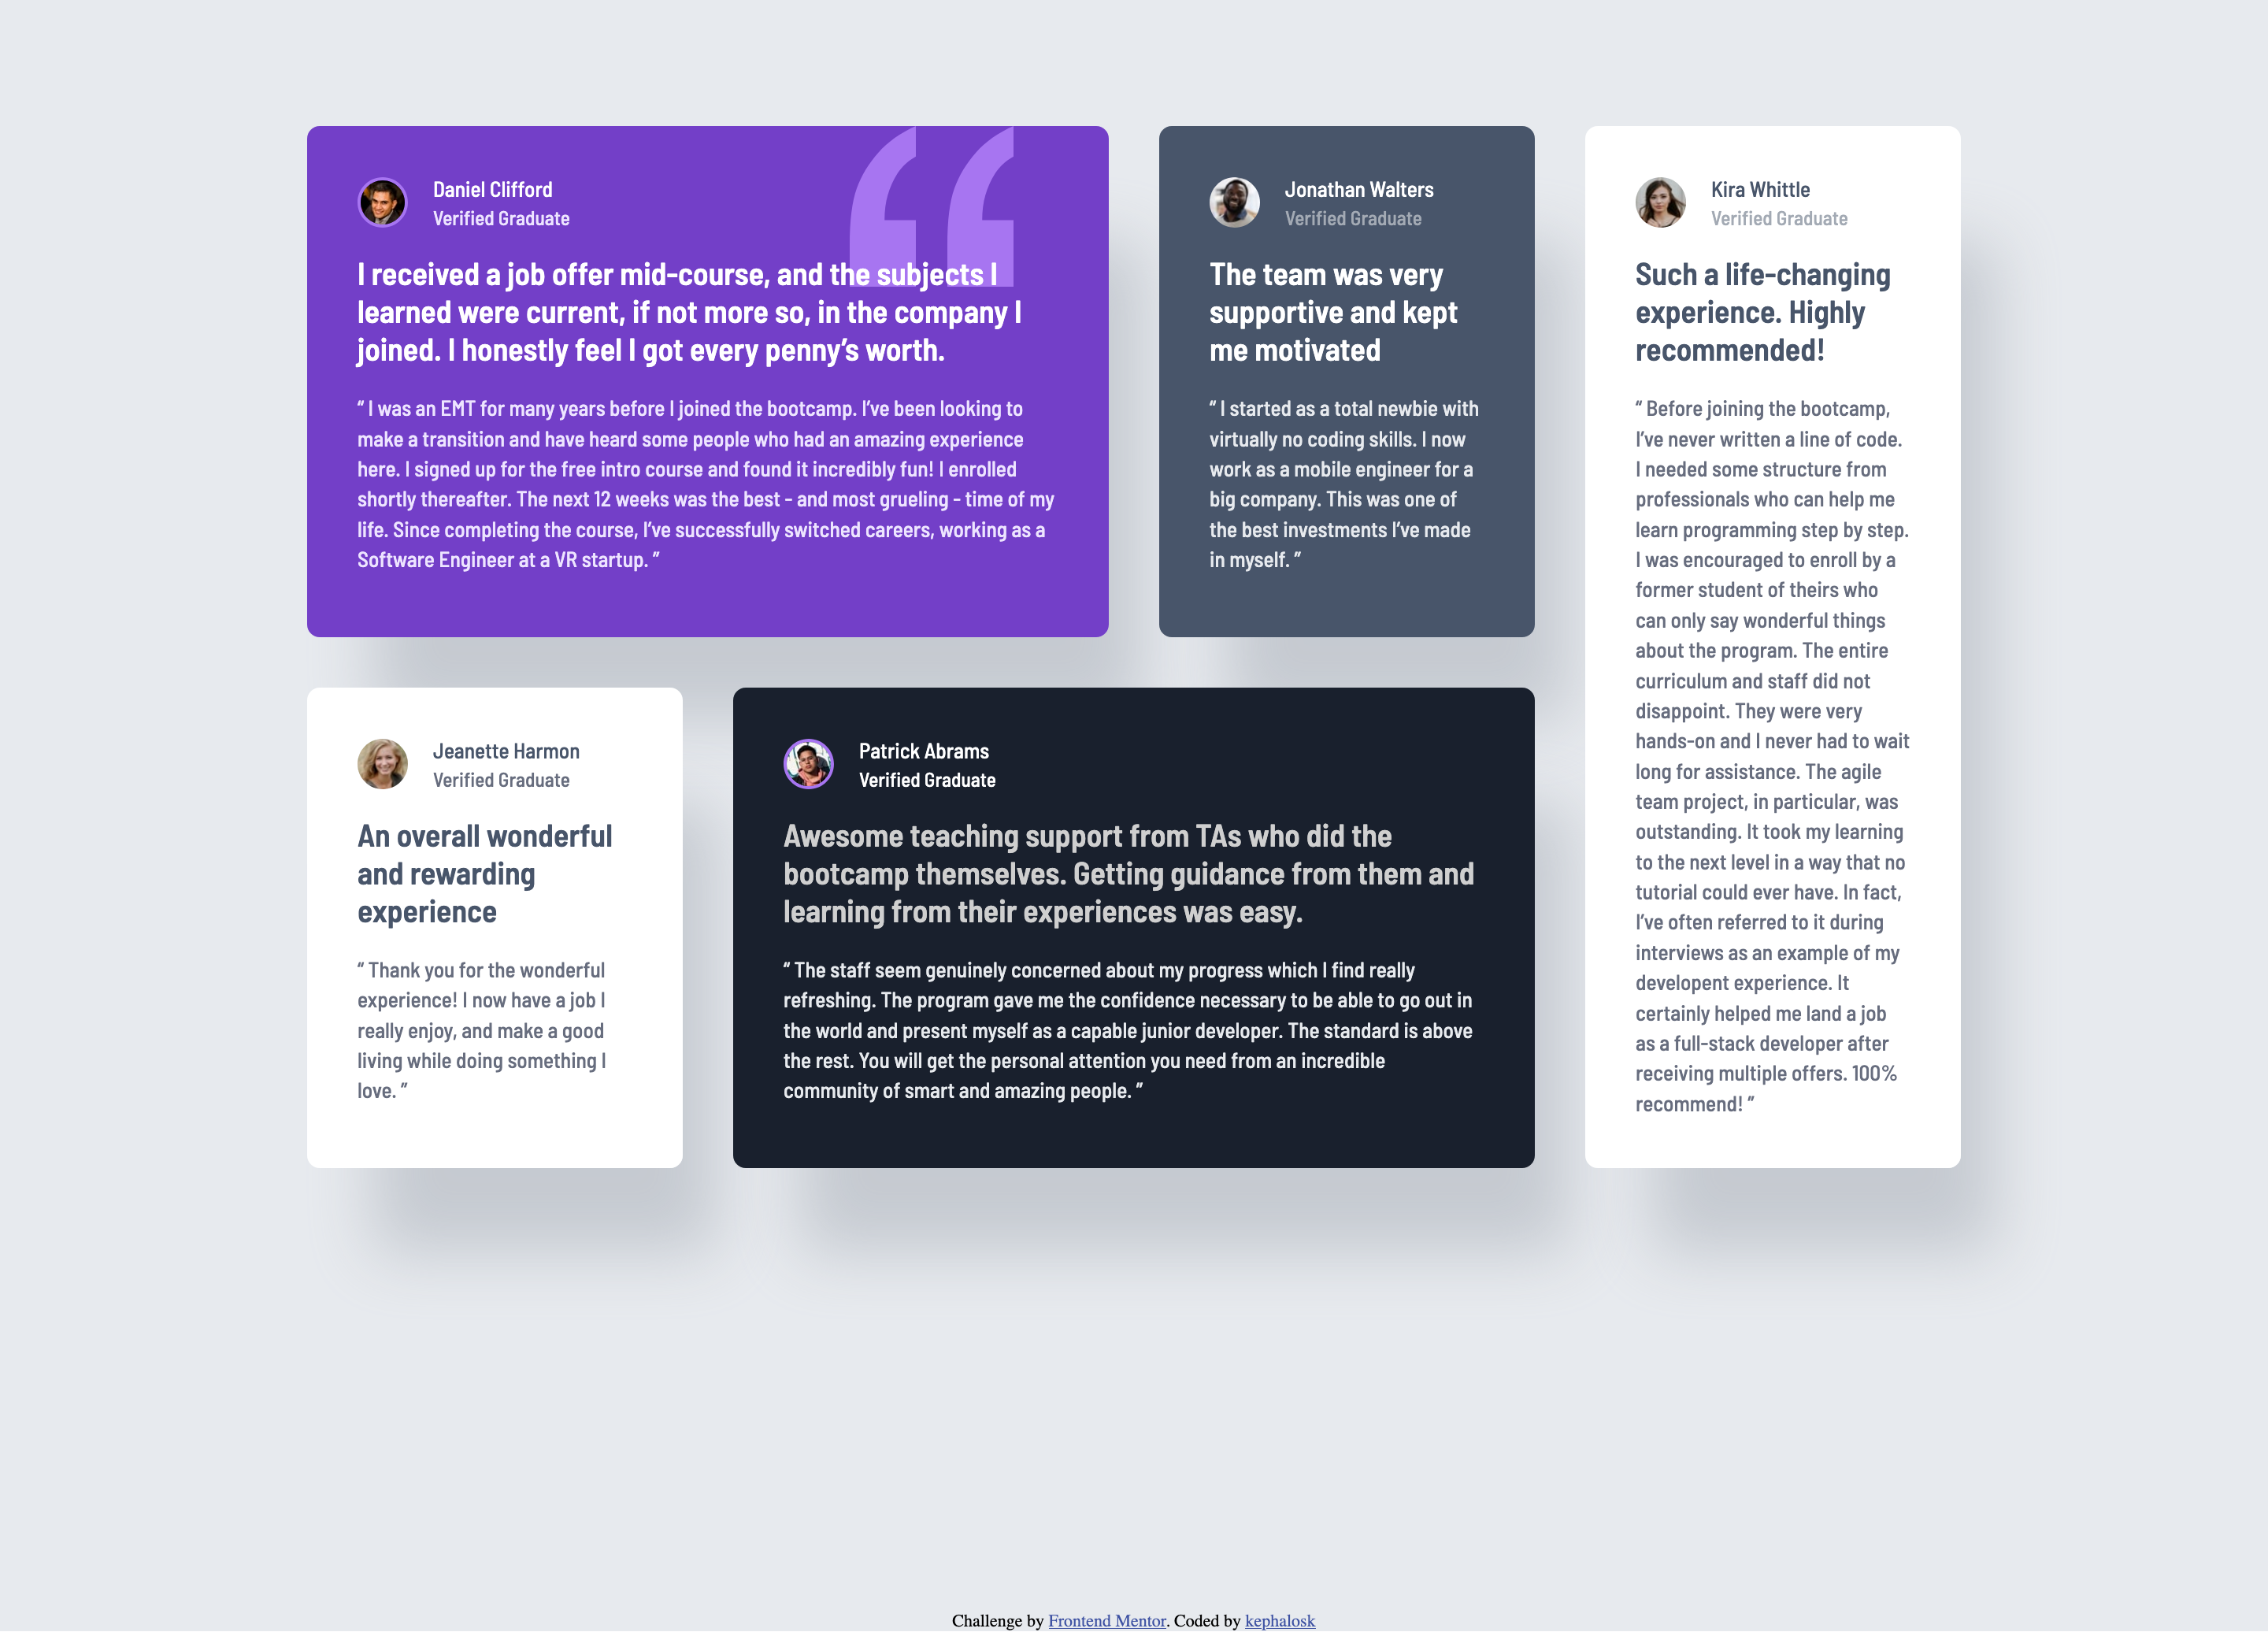 Daniel Clifford
Verified Graduate
I received a job offer mid-course, and the subjects I
learned were current, if not more so, in the company I
joined. I honestly feel I got every penny’s worth.
“ I was an EMT for many years before I joined the bootcamp. I’ve been looking to
make a transition and have heard some people who had an amazing experience
here. I signed up for the free intro course and found it incredibly fun! I enrolled
shortly thereafter. The next 12 weeks was the best - and most grueling - time of my
life. Since completing the course, I’ve successfully switched careers, working as a
Software Engineer at a VR startup. ”
Jonathan Walters
Verified Graduate
The team was very
supportive and kept
me motivated
“ I started as a total newbie with
virtually no coding skills. I now
work as a mobile engineer for a
big company. This was one of
the best investments I’ve made
in myself. ”
Kira Whittle
Verified Graduate
Such a life-changing
experience. Highly
recommended!
“ Before joining the bootcamp,
I’ve never written a line of code.
I needed some structure from
professionals who can help me
learn programming step by step.
I was encouraged to enroll by a
former student of theirs who
can only say wonderful things
about the program. The entire
curriculum and staff did not
disappoint. They were very
hands-on and I never had to wait
long for assistance. The agile
team project, in particular, was
outstanding. It took my learning
to the next level in a way that no
tutorial could ever have. In fact,
I’ve often referred to it during
interviews as an example of my
developent experience. It
certainly helped me land a job
as a full-stack developer after
receiving multiple offers. 100%
recommend! ”
Jeanette Harmon
Verified Graduate
An overall wonderful
and rewarding
experience
“ Thank you for the wonderful
experience! I now have a job I
really enjoy, and make a good
living while doing something I
love. ”
Patrick Abrams
Verified Graduate
Awesome teaching support from TAs who did the
bootcamp themselves. Getting guidance from them and
learning from their experiences was easy.
“ The staff seem genuinely concerned about my progress which I find really
refreshing. The program gave me the confidence necessary to be able to go out in
the world and present myself as a capable junior developer. The standard is above
the rest. You will get the personal attention you need from an incredible
community of smart and amazing people. ”
Challenge by Frontend Mentor. Coded by kephalosk